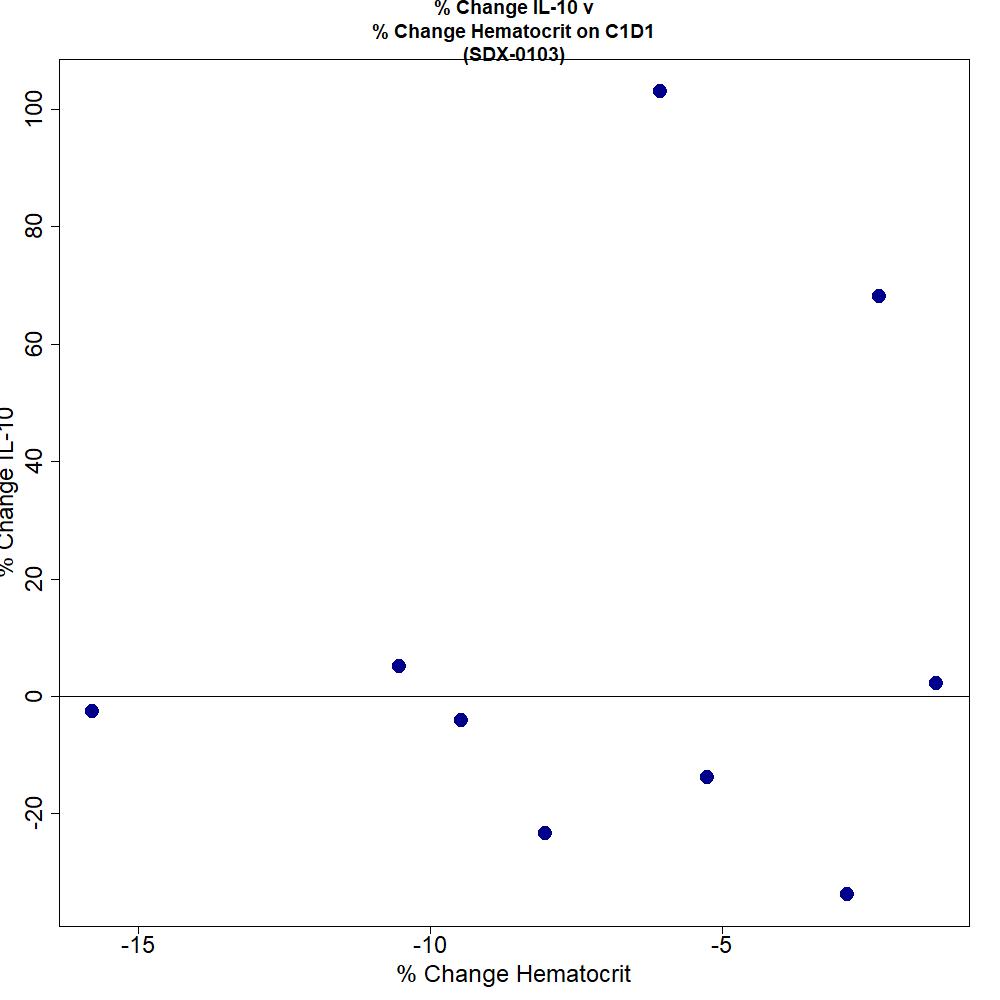 % Change IL-10 v
% Change Hematocrit on C1D1
(SDX-0103)
% Change IL-10
100
80
60
40
20
0
-20
-15
-10
-5
% Change Hematocrit